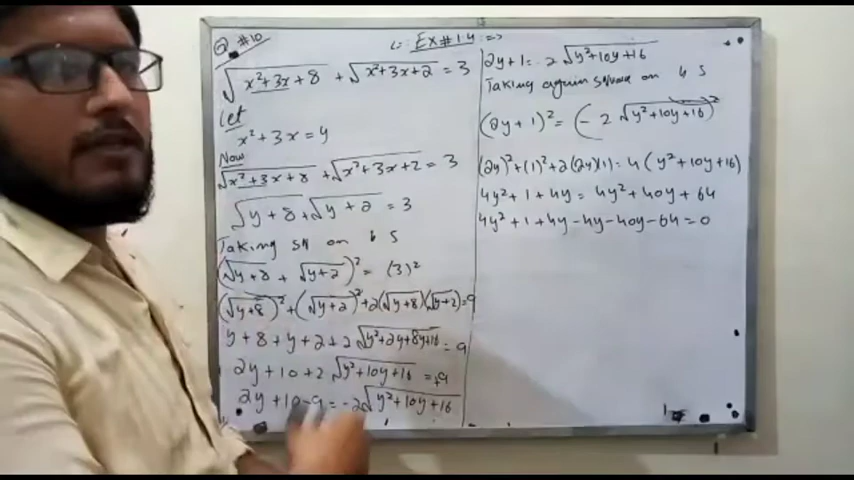 Q #10
Ex#1.4 =>
√x²+3x+8 + √x²+3x+2 = 3
Let
x²+3x = y
Now
√x²+3x+8 + √x²+3x+2 = 3
√y+8 + √y+2 = 3
Taking sq on b S
(√y+8 + √y+2)² = (3)²
(√y+8)² + (√y+2)² + 2(√y+8)(√y+2) = 9
y+8+y+2+2√y²+2y+8y+16 = 9
2y+10+2√y²+10y+16 = 9
2y+10-9 = -2√y²+10y+16
2y+1 = -2√y²+10y+16
Taking again square on b S
(2y+1)² = (-2√y²+10y+16)²
(2y)²+(1)²+2(2y)(1) = 4(y²+10y+16)
4y²+1+4y = 4y²+40y+64
4y²+1+4y-4y-40y-64=0